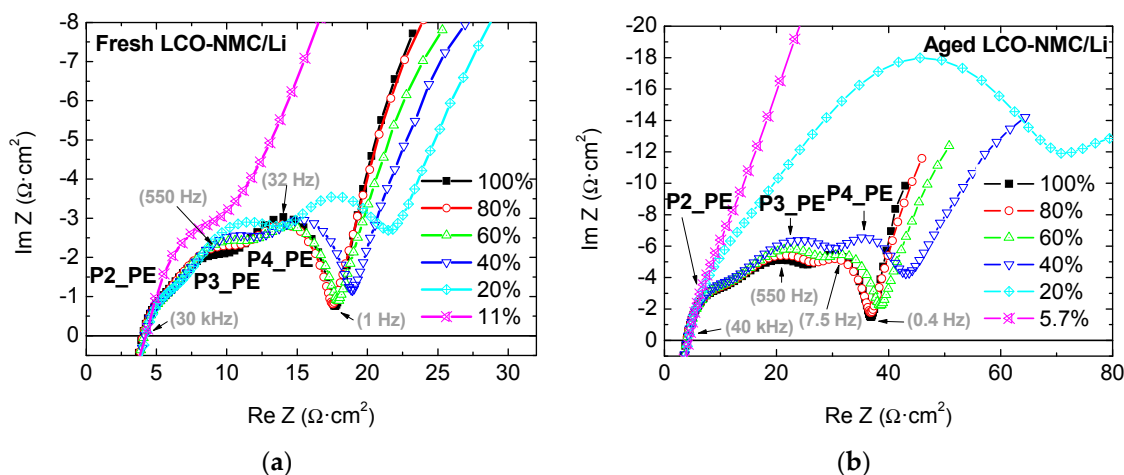 Fresh LCO-NMC/Li
Im Z (Ω·cm²)
-8
-7
-6
-5
-4
-3
-2
-1
0
(550 Hz)
(32 Hz)
P2_PE
P3_PE
P4_PE
(30 kHz)
(1 Hz)
100%
80%
60%
40%
20%
11%
0 5 10 15 20 25 30
Re Z (Ω·cm²)
(a)
Aged LCO-NMC/Li
Im Z (Ω·cm²)
-20
-18
-16
-14
-12
-10
-8
-6
-4
-2
0
P2_PE
P3_PE
P4_PE
(550 Hz)
(7.5 Hz)
(40 kHz)
(0.4 Hz)
100%
80%
60%
40%
20%
5.7%
0 20 40 60 80
Re Z (Ω·cm²)
(b)